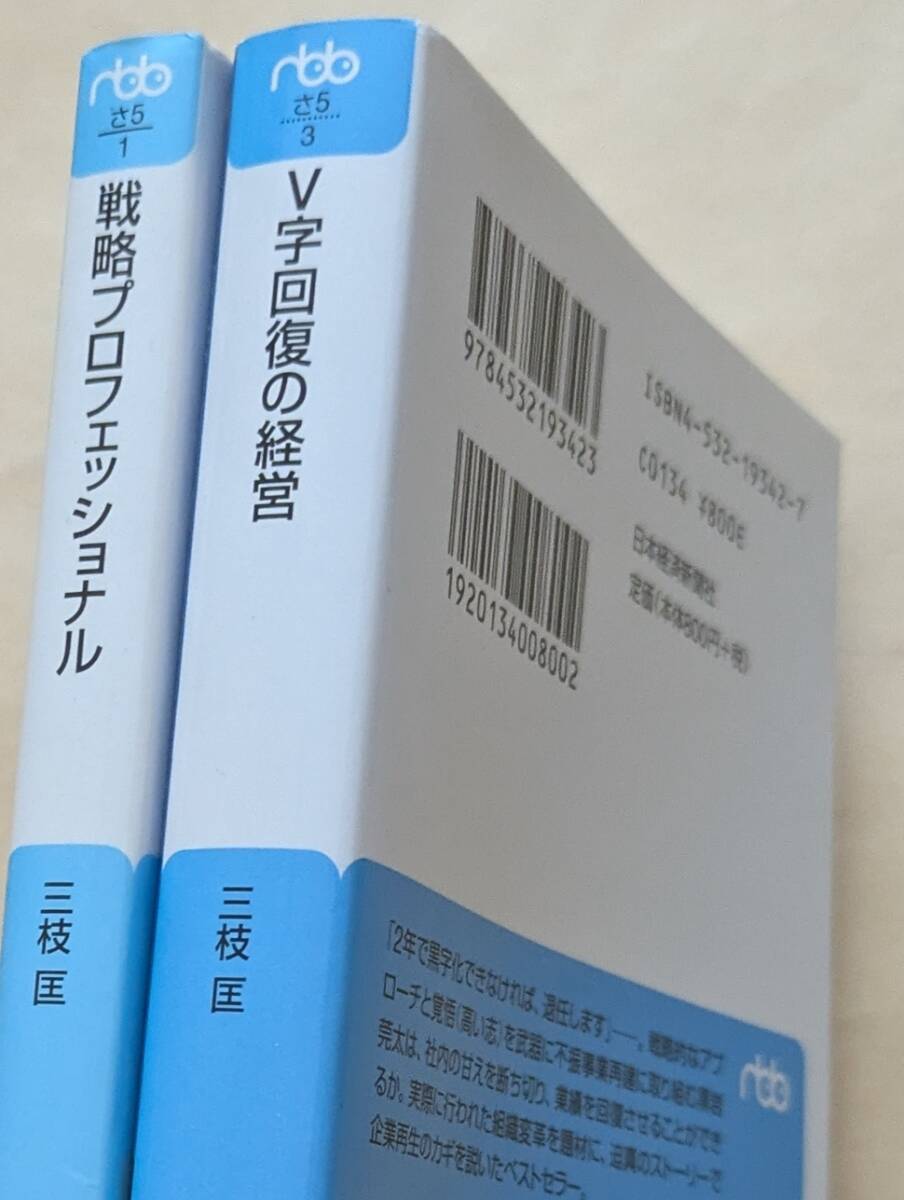 nbb
さ5
1
戦略プロフェッショナル
三枝 匡
nbb
さ5
3
V字回復の経営
三枝 匡
9784532193423
1920134008002
ISBN4-532-19342-7
C0134 ¥800E
日本経済新聞社
定価(本体800円+税)
「2年で黒字化できなければ、退任します」――。戦略的なアプ
ローチと覚悟(高い志)を武器に不振事業再建に取り組む黒岩
莞太は、社内の甘えを断ち切り、業績を回復させることができ
るか。実際に行われた組織変革を題材に、迫真のストーリーで
企業再生のカギを説いたベストセラー。
nbb